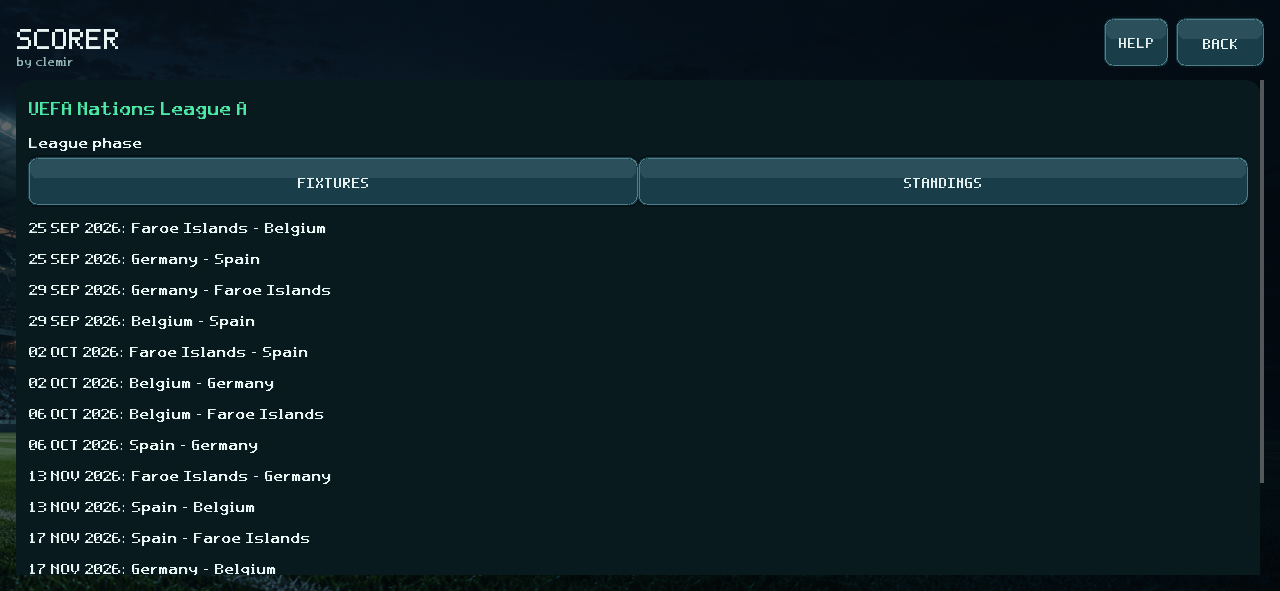 SCORER
by clemir
HELP
BACK
UEFA Nations League A
League phase
FIXTURES
STANDINGS
25 SEP 2026: Faroe Islands - Belgium
25 SEP 2026: Germany - Spain
29 SEP 2026: Germany - Faroe Islands
29 SEP 2026: Belgium - Spain
02 OCT 2026: Faroe Islands - Spain
02 OCT 2026: Belgium - Germany
06 OCT 2026: Belgium - Faroe Islands
06 OCT 2026: Spain - Germany
13 NOV 2026: Faroe Islands - Germany
13 NOV 2026: Spain - Belgium
17 NOV 2026: Spain - Faroe Islands
17 NOV 2026: Germany - Belgium